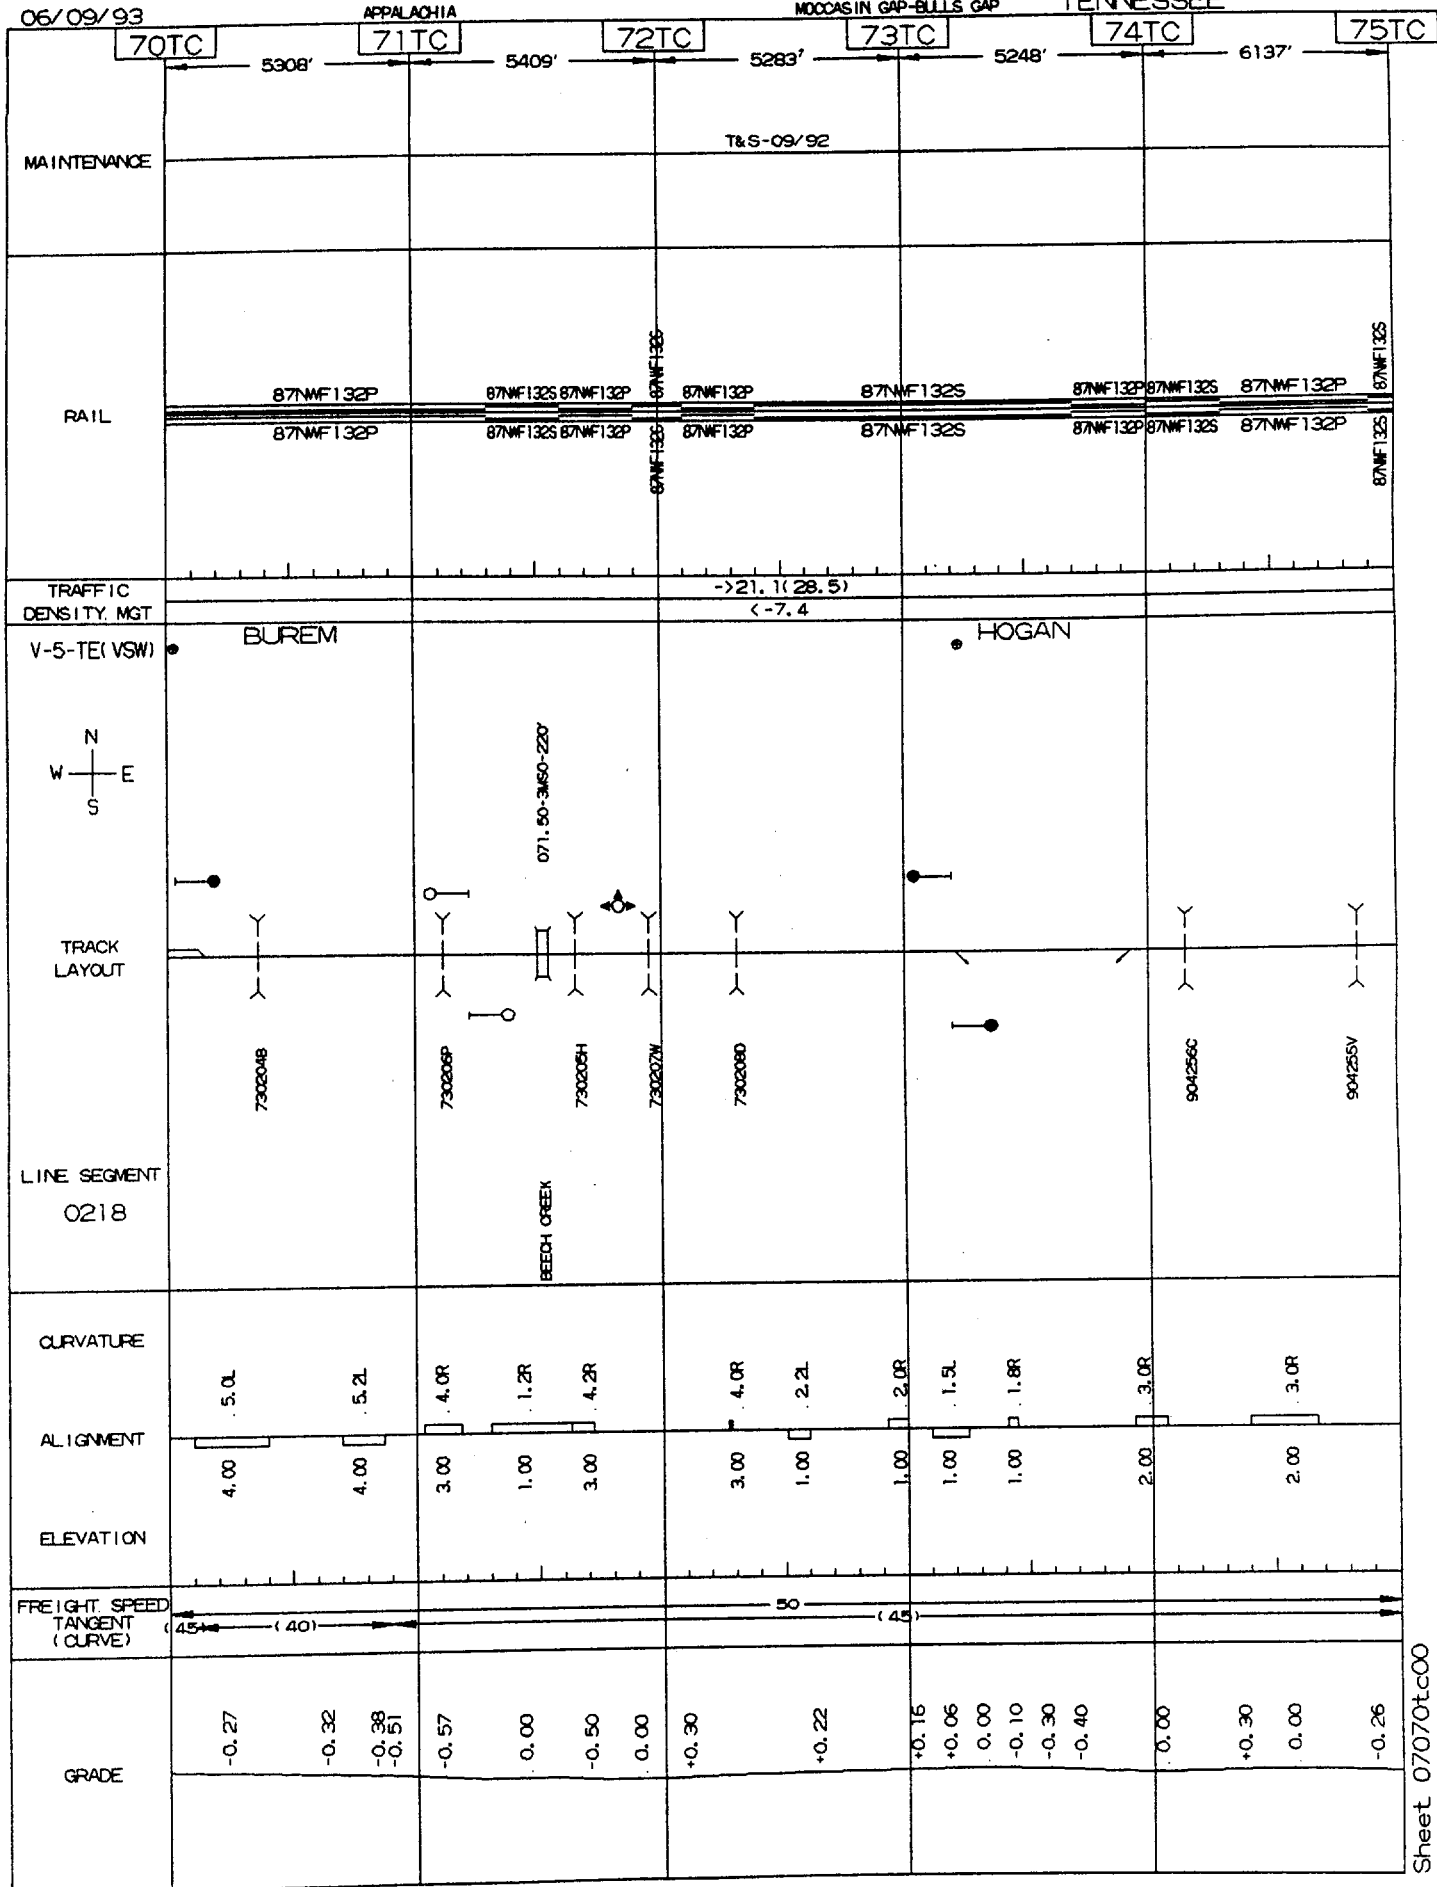 06/09/93 APPALACHIA MOCCASIN GAP-BULLS GAP TENNESSEE
70TC 71TC 72TC 73TC 74TC 75TC
5308' 5409' 5283' 5248' 6137'
MAINTENANCE
T&S-09/92
RAIL
87NWF132P 87NWF132S 87NWF132P 87NWF132S 87NWF132P 87NWF132S 87NWF132P 87NWF132S 87NWF132P 87NWF132S
87NWF132P 87NWF132S 87NWF132P 87NWF132S 87NWF132P 87NWF132S 87NWF132P 87NWF132S 87NWF132P 87NWF132S
TRAFFIC
DENSITY. MGT
->21.1(28.5)
<-7.4
V-5-TE(VSW)
BUREM HOGAN
N
W E
S
071.50-3MSO-220'
TRACK
LAYOUT
730204B 730206P 730205H 730207W 730208D 904256C 904255V
LINE SEGMENT
0218
BEECH CREEK
CURVATURE
5.0L 5.2L 4.0R 1.2R 4.2R 4.0R 2.2L 2.0R 1.5L 1.8R 3.0R 3.0R
ALIGNMENT
4.00 4.00 3.00 1.00 3.00 3.00 1.00 1.00 1.00 1.00 2.00 2.00
ELEVATION
FREIGHT. SPEED
TANGENT
(CURVE)
50
(45) (40) (45)
GRADE
-0.27 -0.32 -0.38 -0.51 -0.57 0.00 -0.50 0.00 +0.30 +0.22 +0.16 +0.06 0.00 -0.10 -0.30 -0.40 0.00 +0.30 0.00 -0.26
Sheet 07070tc00